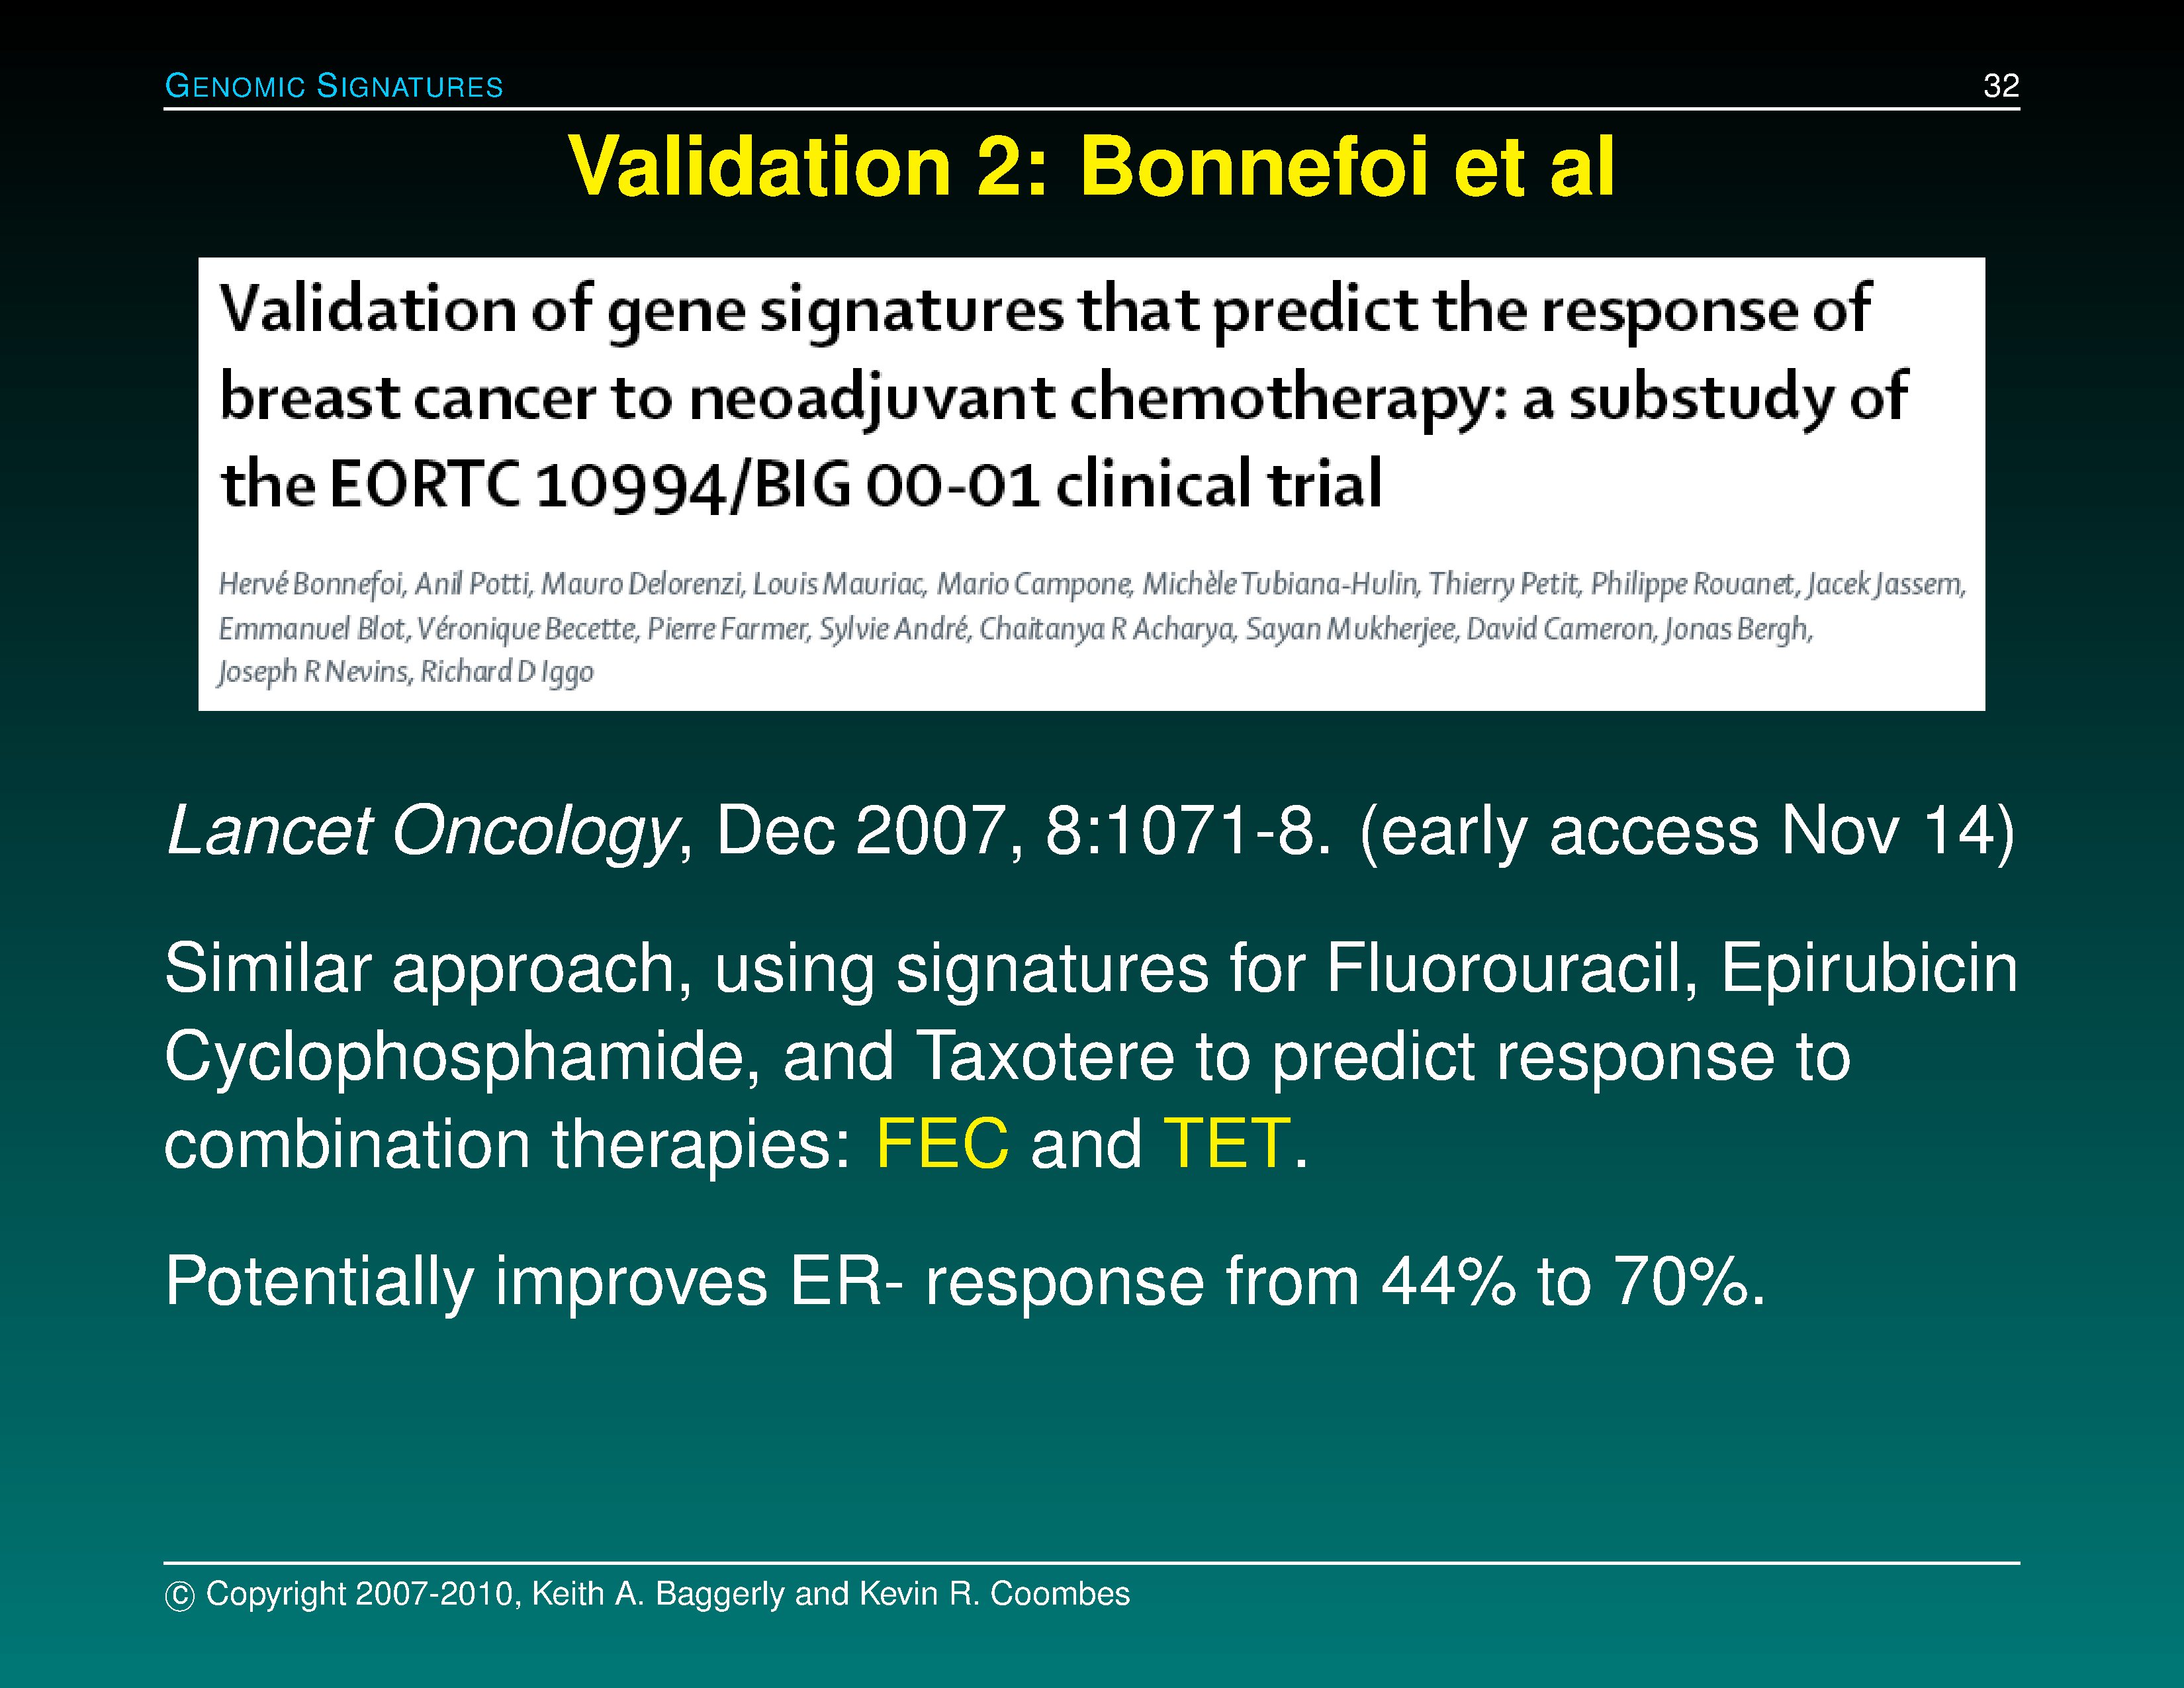 GENOMIC SIGNATURES 32
Validation 2: Bonnefoi et al
Validation of gene signatures that predict the response of
breast cancer to neoadjuvant chemotherapy: a substudy of
the EORTC 10994/BIG 00-01 clinical trial
Hervé Bonnefoi, Anil Potti, Mauro Delorenzi, Louis Mauriac, Mario Campone, Michèle Tubiana-Hulin, Thierry Petit, Philippe Rouanet, Jacek Jassem,
Emmanuel Blot, Véronique Becette, Pierre Farmer, Sylvie André, Chaitanya R Acharya, Sayan Mukherjee, David Cameron, Jonas Bergh,
Joseph R Nevins, Richard D Iggo
Lancet Oncology, Dec 2007, 8:1071-8. (early access Nov 14)
Similar approach, using signatures for Fluorouracil, Epirubicin
Cyclophosphamide, and Taxotere to predict response to
combination therapies: FEC and TET.
Potentially improves ER- response from 44% to 70%.
© Copyright 2007-2010, Keith A. Baggerly and Kevin R. Coombes